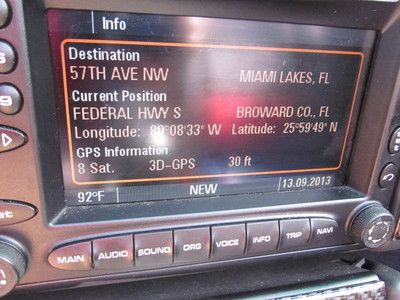 Info
Destination
57TH AVE NW MIAMI LAKES, FL
Current Position
FEDERAL HWY S BROWARD CO., FL
Longitude: 80°08'33" W Latitude: 25°59'49" N
GPS Information
8 Sat. 3D-GPS 30 ft
92°F NEW 13.09.2013
MAIN AUDIO SOUND ORG VOICE INFO TRIP NAVI
9